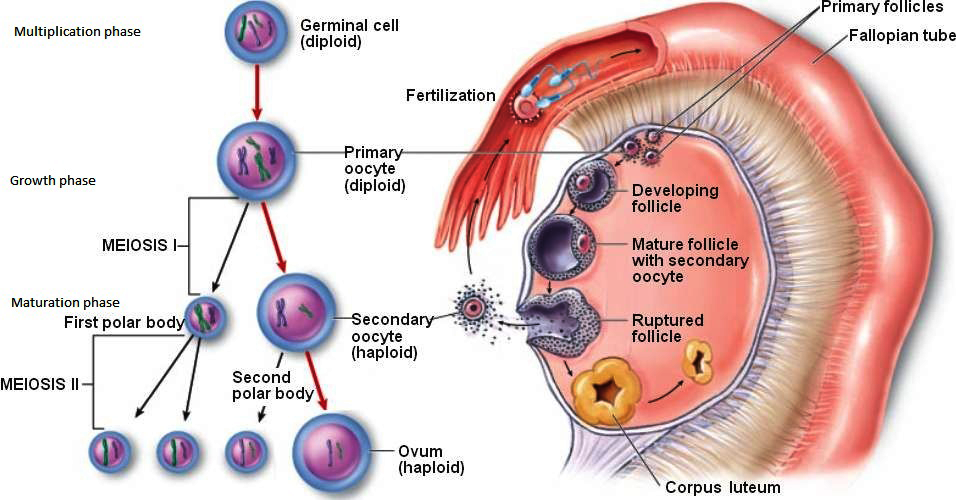 Multiplication phase
Germinal cell
(diploid)
Primary
oocyte
(diploid)
Growth phase
MEIOSIS I
Maturation phase
First polar body
Secondary
oocyte
(haploid)
MEIOSIS II
Second
polar body
Ovum
(haploid)
Primary follicles
Fallopian tube
Fertilization
Developing
follicle
Mature follicle
with secondary
oocyte
Ruptured
follicle
Corpus luteum